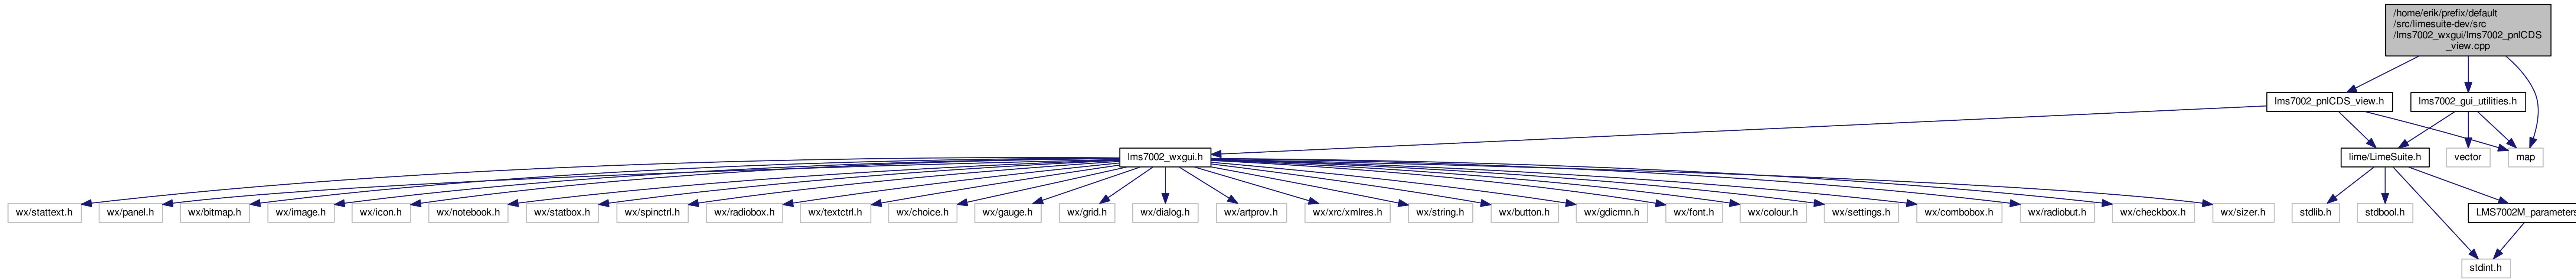 /home/erik/prefix/default
/src/limesuite-dev/src
/lms7002_wxgui/lms7002_pnlCDS
_view.cpp
lms7002_pnlCDS_view.h
lms7002_gui_utilities.h
lms7002_wxgui.h
lime/LimeSuite.h
vector
map
wx/stattext.h
wx/panel.h
wx/bitmap.h
wx/image.h
wx/icon.h
wx/notebook.h
wx/statbox.h
wx/spinctrl.h
wx/radiobox.h
wx/textctrl.h
wx/choice.h
wx/gauge.h
wx/grid.h
wx/dialog.h
wx/artprov.h
wx/xrc/xmlres.h
wx/string.h
wx/button.h
wx/gdicmn.h
wx/font.h
wx/colour.h
wx/settings.h
wx/combobox.h
wx/radiobut.h
wx/checkbox.h
wx/sizer.h
stdlib.h
stdbool.h
LMS7002M_parameters
stdint.h